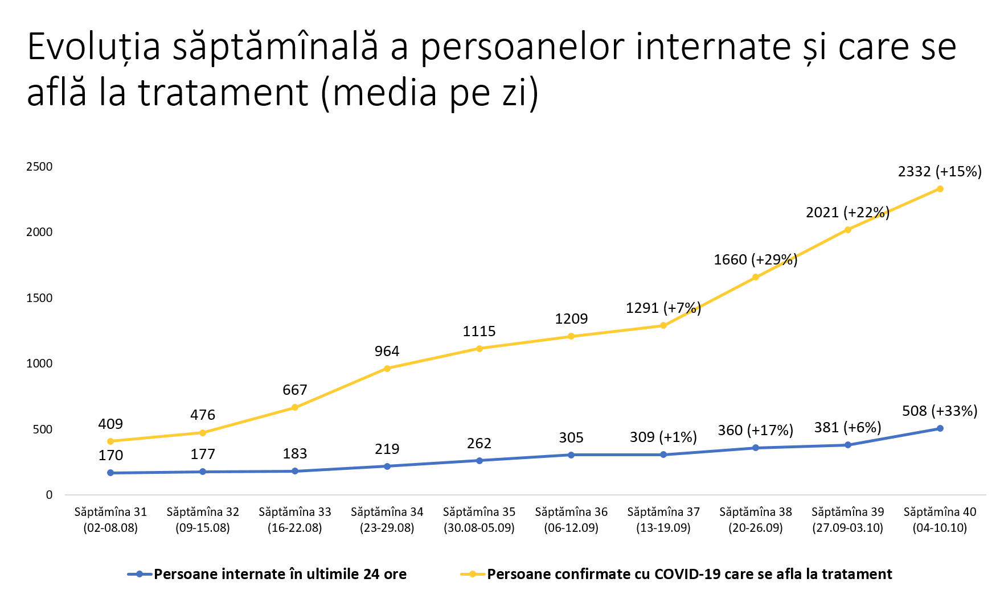 Evoluția săptămînală a persoanelor internate și care se
află la tratament (media pe zi)
2500
2000
1500
1000
500
0
409
476
667
964
1115
1209
1291 (+7%)
1660 (+29%)
2021 (+22%)
2332 (+15%)
170
177
183
219
262
305
309 (+1%)
360 (+17%)
381 (+6%)
508 (+33%)
Săptămîna 31
(02-08.08)
Săptămîna 32
(09-15.08)
Săptămîna 33
(16-22.08)
Săptămîna 34
(23-29.08)
Săptămîna 35
(30.08-05.09)
Săptămîna 36
(06-12.09)
Săptămîna 37
(13-19.09)
Săptămîna 38
(20-26.09)
Săptămîna 39
(27.09-03.10)
Săptămîna 40
(04-10.10)
Persoane internate în ultimile 24 ore
Persoane confirmate cu COVID-19 care se afla la tratament